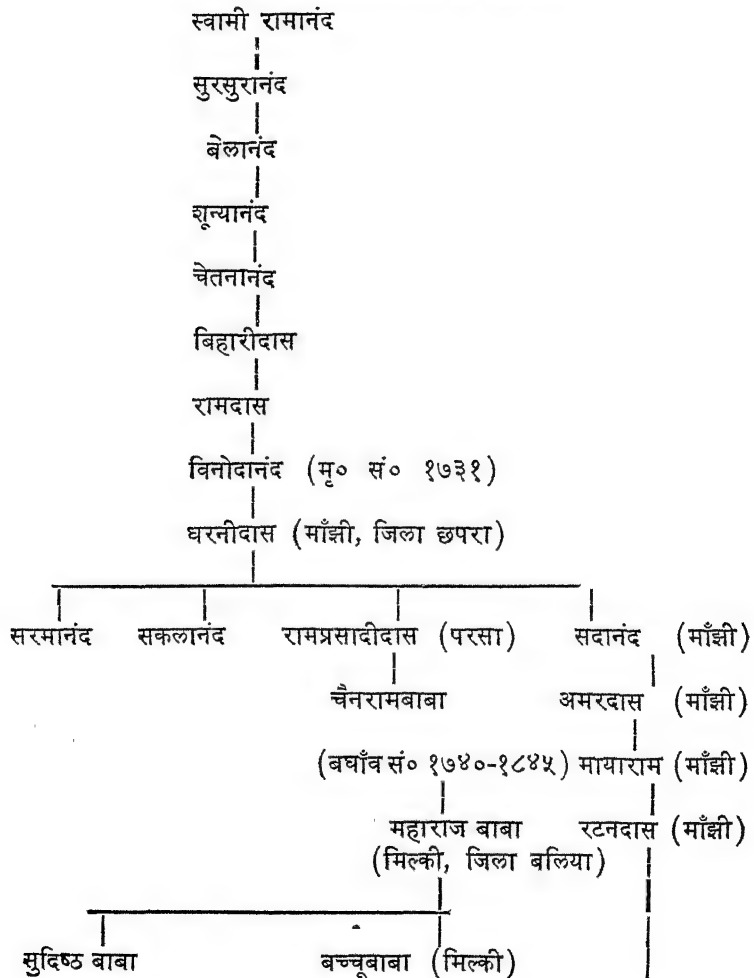 स्वामी रामानंद
सुरसुरानंद
बेलानंद
शून्यानंद
चेतनानंद
बिहारीदास
रामदास
विनोदानंद (मृ० सं० १७३१)
धरनीदास (माँझी, जिला छपरा)
सरमानंद सकलानंद रामप्रसादीदास (परसा) सदानंद (माँझी)
चैनरामबाबा अमरदास (माँझी)
(बघाँव सं० १७४०-१८४५) मायाराम (माँझी)
महाराज बाबा रटनदास (माँझी)
(मिल्की, जिला बलिया)
सुदिष्ठ बाबा बच्चूबाबा (मिल्की)